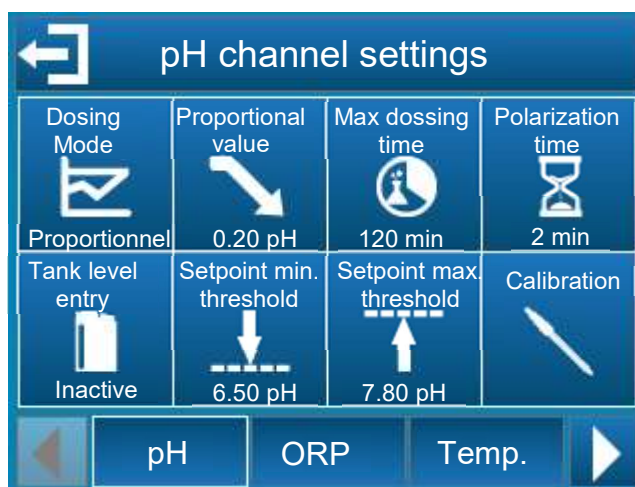 pH channel settings
Dosing
Mode
Proportionnel
Proportional
value
0.20 pH
Max dossing
time
120 min
Polarization
time
2 min
Tank level
entry
Inactive
Setpoint min.
threshold
6.50 pH
Setpoint max.
threshold
7.80 pH
Calibration
pH
ORP
Temp.